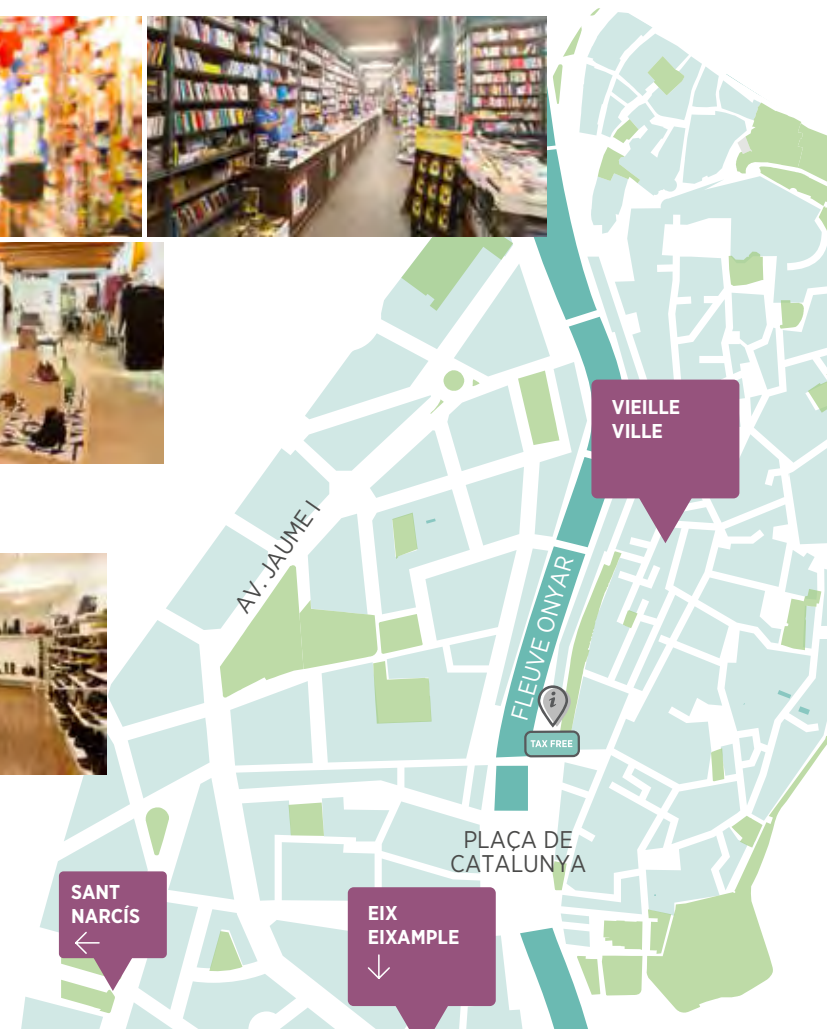 VIEILLE
VILLE
AV. JAUME I
FLEUVE ONYAR
i
TAX FREE
PLAÇA DE
CATALUNYA
SANT
NARCÍS
←
EIX
EIXAMPLE
↓